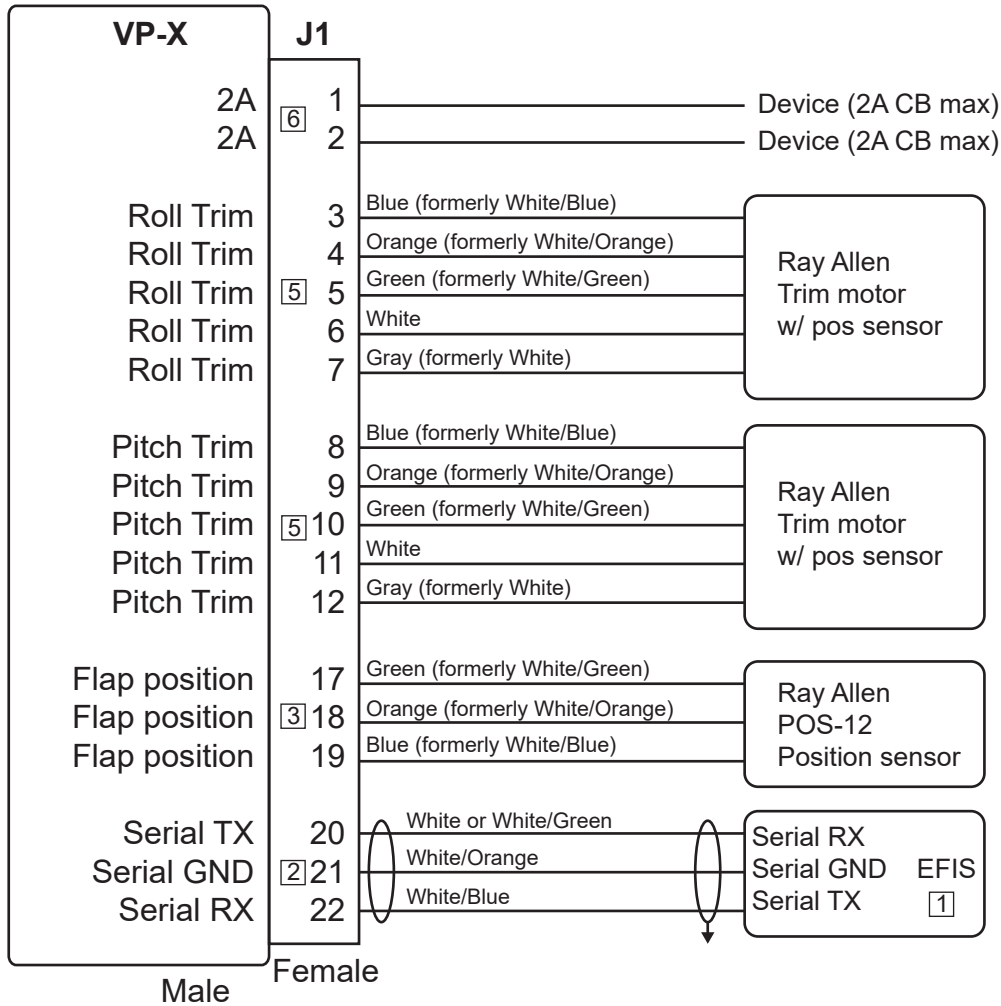 VP-X J1
2A 1 Device (2A CB max)
6
2A 2 Device (2A CB max)
Roll Trim 3 Blue (formerly White/Blue)
Roll Trim 4 Orange (formerly White/Orange)
Roll Trim 5 5 Green (formerly White/Green)
Roll Trim 6 White
Roll Trim 7 Gray (formerly White)
Ray Allen
Trim motor
w/ pos sensor
Pitch Trim 8 Blue (formerly White/Blue)
Pitch Trim 9 Orange (formerly White/Orange)
Pitch Trim 5 10 Green (formerly White/Green)
Pitch Trim 11 White
Pitch Trim 12 Gray (formerly White)
Ray Allen
Trim motor
w/ pos sensor
Flap position 17 Green (formerly White/Green)
Flap position 3 18 Orange (formerly White/Orange)
Flap position 19 Blue (formerly White/Blue)
Ray Allen
POS-12
Position sensor
Serial TX 20 White or White/Green Serial RX
Serial GND 2 21 White/Orange Serial GND EFIS
Serial RX 22 White/Blue Serial TX 1
Male Female